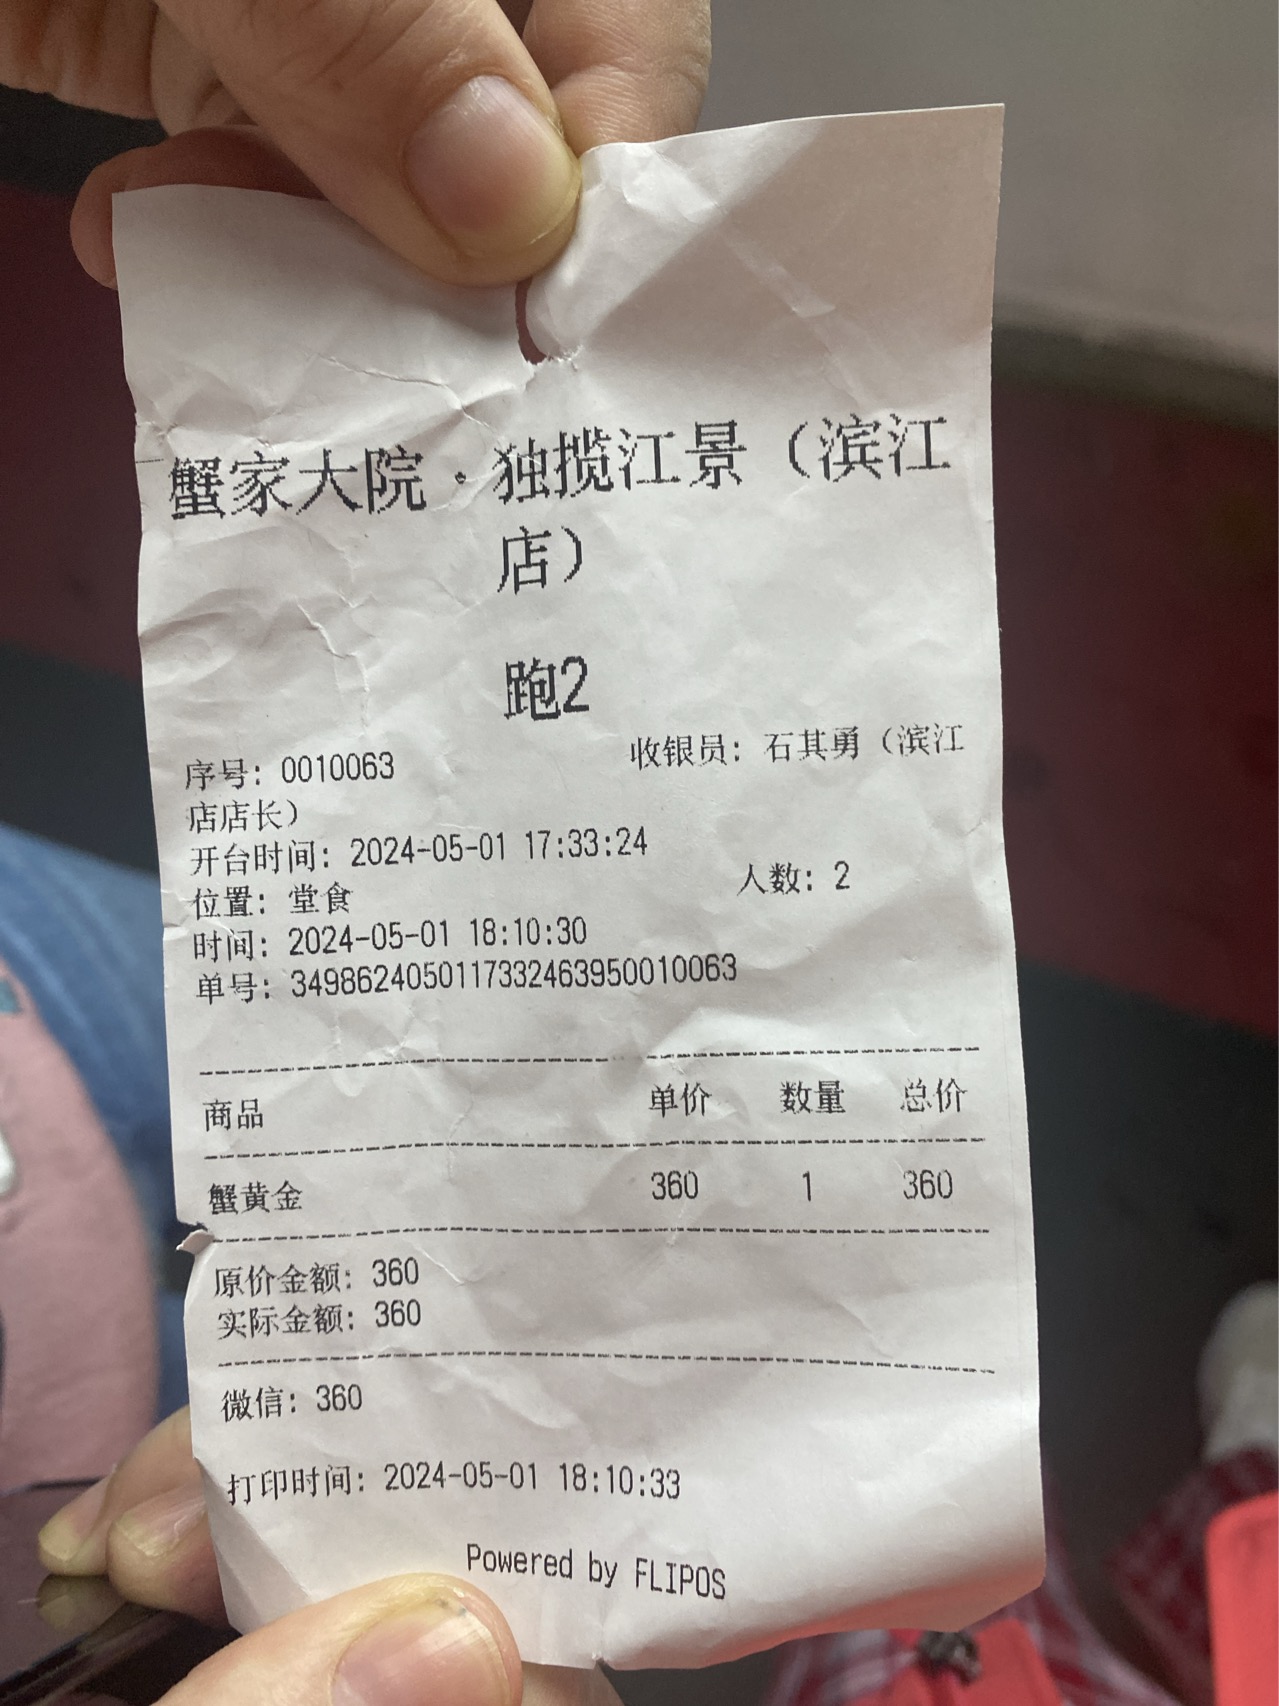 蟹家大院·独揽江景（滨江
店）
跑2
序号: 0010063 收银员: 石其勇（滨江
店店长）
开台时间: 2024-05-01 17:33:24
位置: 堂食 人数: 2
时间: 2024-05-01 18:10:30
单号: 3498624050117332463950010063
商品 单价 数量 总价
蟹黄金 360 1 360
原价金额: 360
实际金额: 360
微信: 360
打印时间: 2024-05-01 18:10:33
Powered by FLIPOS